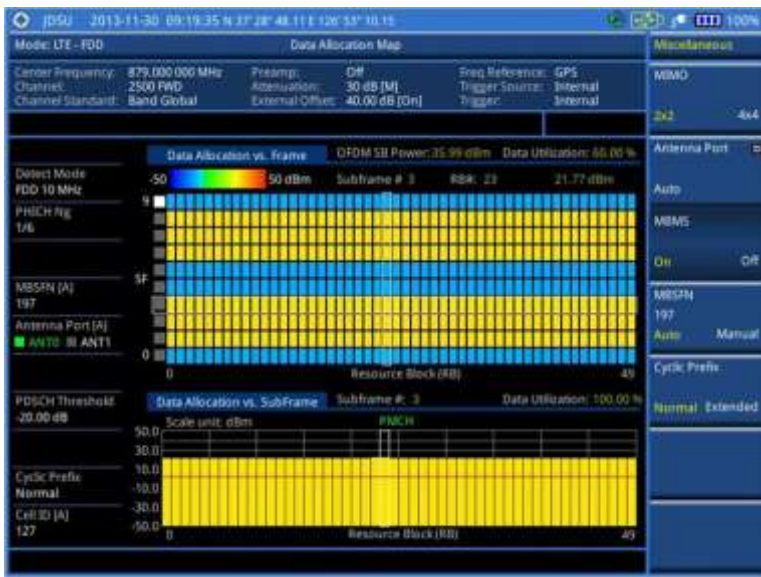 JDSU 2013-11-30 09:19:35 N 37° 28' 48.11 E 126° 53" 10.15 100%
Mode: LTE - FDD Data Allocation Map Miscellaneous
Center Frequency: 879.000 000 MHz Preamp: Off Freq Reference: GPS
Channel: 2500 FWD Attenuation: 30 dB [M] Trigger Source: Internal
Channel Standard: Band Global External Offset: 40.00 dB [On] Trigger: Internal
MIMO
2x2 4x4
Data Allocation vs. Frame OFDM SB Power: 35.99 dBm Data Utilization: 60.00 %
Antenna Port
Auto
Detect Mode
FDD 10 MHz
-50 50 dBm Subframe # 3 RB#: 23 21.77 dBm
9
PHICH Ng
1/6
MBMS
On Off
SF
MBSFN [A]
197
MBSFN
197
Auto Manual
Antenna Port [A]
ANT0 ANT1
0
0 Resource Block (RB) 49
Cyclic Prefix
Normal Extended
PDSCH Threshold
-20.00 dB
Data Allocation vs. SubFrame Subframe #: 3 Data Utilization: 100.00 %
Scale unit: dBm PMCH
50.0
30.0
10.0
-10.0
-30.0
-50.0
Cyclic Prefix
Normal
Cell ID [A]
127
0 Resource Block (RB) 49